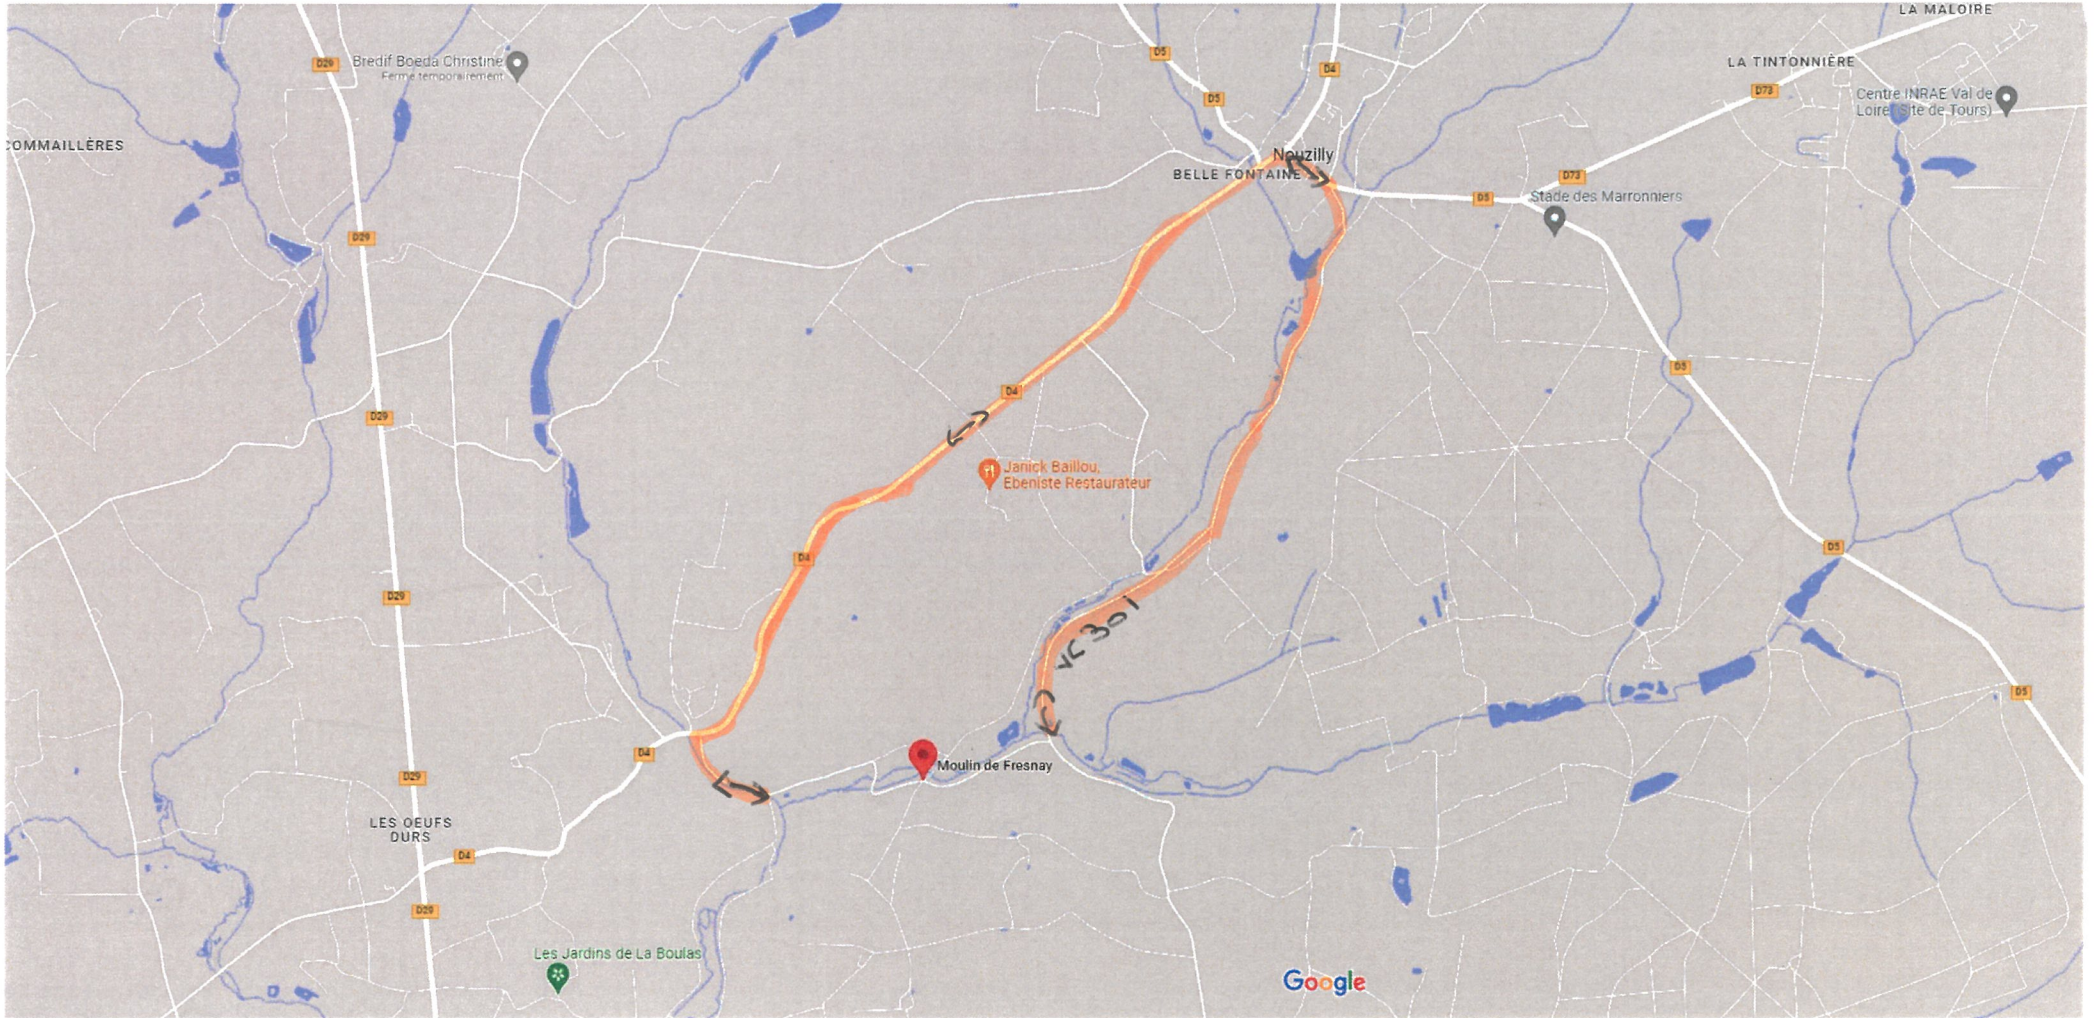 LA MALOIRE
D5
D29
Bredif Boeda Christine
Ferme temporairement
D4
LA TINTONNIÈRE
D73
Centre INRAE Val de
Loire (Site de Tours)
D5
COMMAILLÈRES
Nouzilly
BELLE FONTAINE
D73
D5
Stade des Marronniers
D29
D5
D4
D29
Janick Baillou,
Ebeniste Restaurateur
D4
D5
D29
VC 301
D5
D4
Moulin de Fresnay
D29
LES OEUFS
DURS
D4
D29
Les Jardins de La Boulas
Google